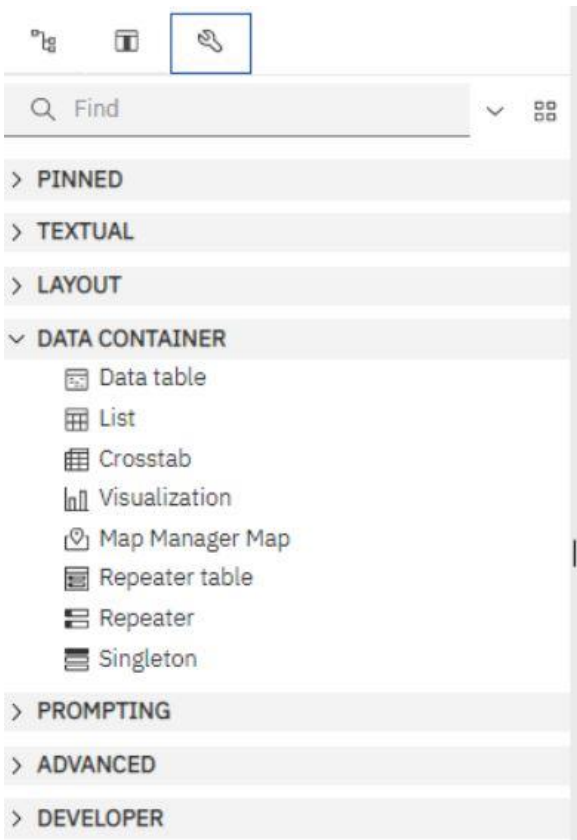 Find
PINNED
TEXTUAL
LAYOUT
DATA CONTAINER
Data table
List
Crosstab
Visualization
Map Manager Map
Repeater table
Repeater
Singleton
PROMPTING
ADVANCED
DEVELOPER